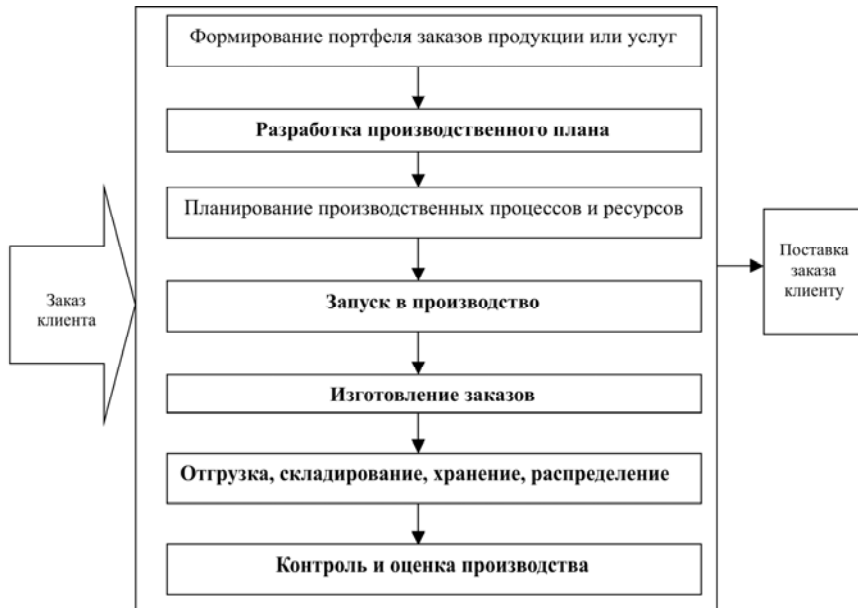 Формирование портфеля заказов продукции или услуг
Разработка производственного плана
Планирование производственных процессов и ресурсов
Заказ
клиента
Запуск в производство
Изготовление заказов
Отгрузка, складирование, хранение, распределение
Контроль и оценка производства
Поставка
заказа
клиенту